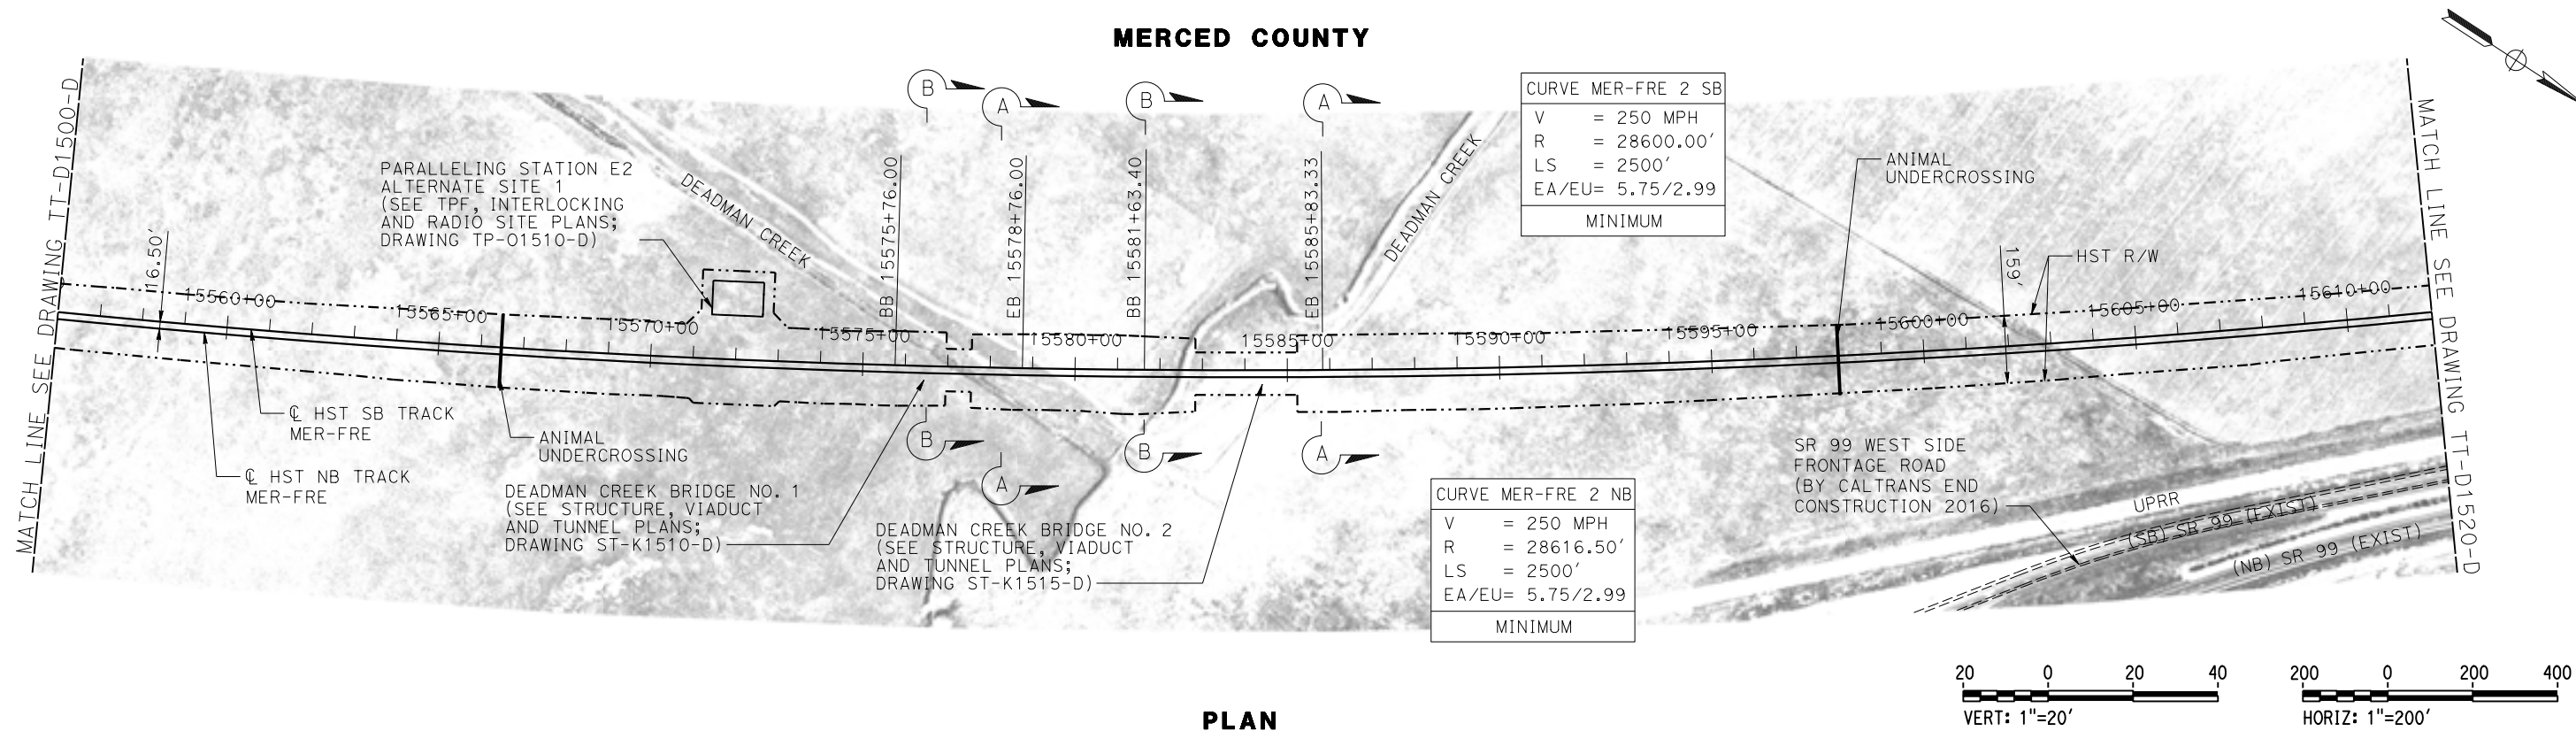 MERCED COUNTY
MATCH LINE SEE DRAWING TT-D1500-D
PARALLELING STATION E2
ALTERNATE SITE 1
(SEE TPF, INTERLOCKING
AND RADIO SITE PLANS;
DRAWING TP-O1510-D)
16.50'
DEADMAN CREEK
B
A
B
A
BB 15575+76.00
EB 15578+76.00
BB 15581+63.40
EB 15585+83.33
DEADMAN CREEK
CURVE MER-FRE 2 SB
V = 250 MPH
R = 28600.00'
LS = 2500'
EA/EU= 5.75/2.99
MINIMUM
ANIMAL
UNDERCROSSING
159'
HST R/W
MATCH LINE SEE DRAWING TT-D1520-D
15560+00
15565+00
15570+00
15575+00
15580+00
15585+00
15590+00
15595+00
15600+00
15605+00
15610+00
℄ HST SB TRACK
MER-FRE
℄ HST NB TRACK
MER-FRE
ANIMAL
UNDERCROSSING
DEADMAN CREEK BRIDGE NO. 1
(SEE STRUCTURE, VIADUCT
AND TUNNEL PLANS;
DRAWING ST-K1510-D)
B
A
B
A
DEADMAN CREEK BRIDGE NO. 2
(SEE STRUCTURE, VIADUCT
AND TUNNEL PLANS;
DRAWING ST-K1515-D)
CURVE MER-FRE 2 NB
V = 250 MPH
R = 28616.50'
LS = 2500'
EA/EU= 5.75/2.99
MINIMUM
SR 99 WEST SIDE
FRONTAGE ROAD
(BY CALTRANS END
CONSTRUCTION 2016)
UPRR
(SB) SR 99 (EXIST)
(NB) SR 99 (EXIST)
20 0 20 40
VERT: 1"=20'
200 0 200 400
HORIZ: 1"=200'
PLAN